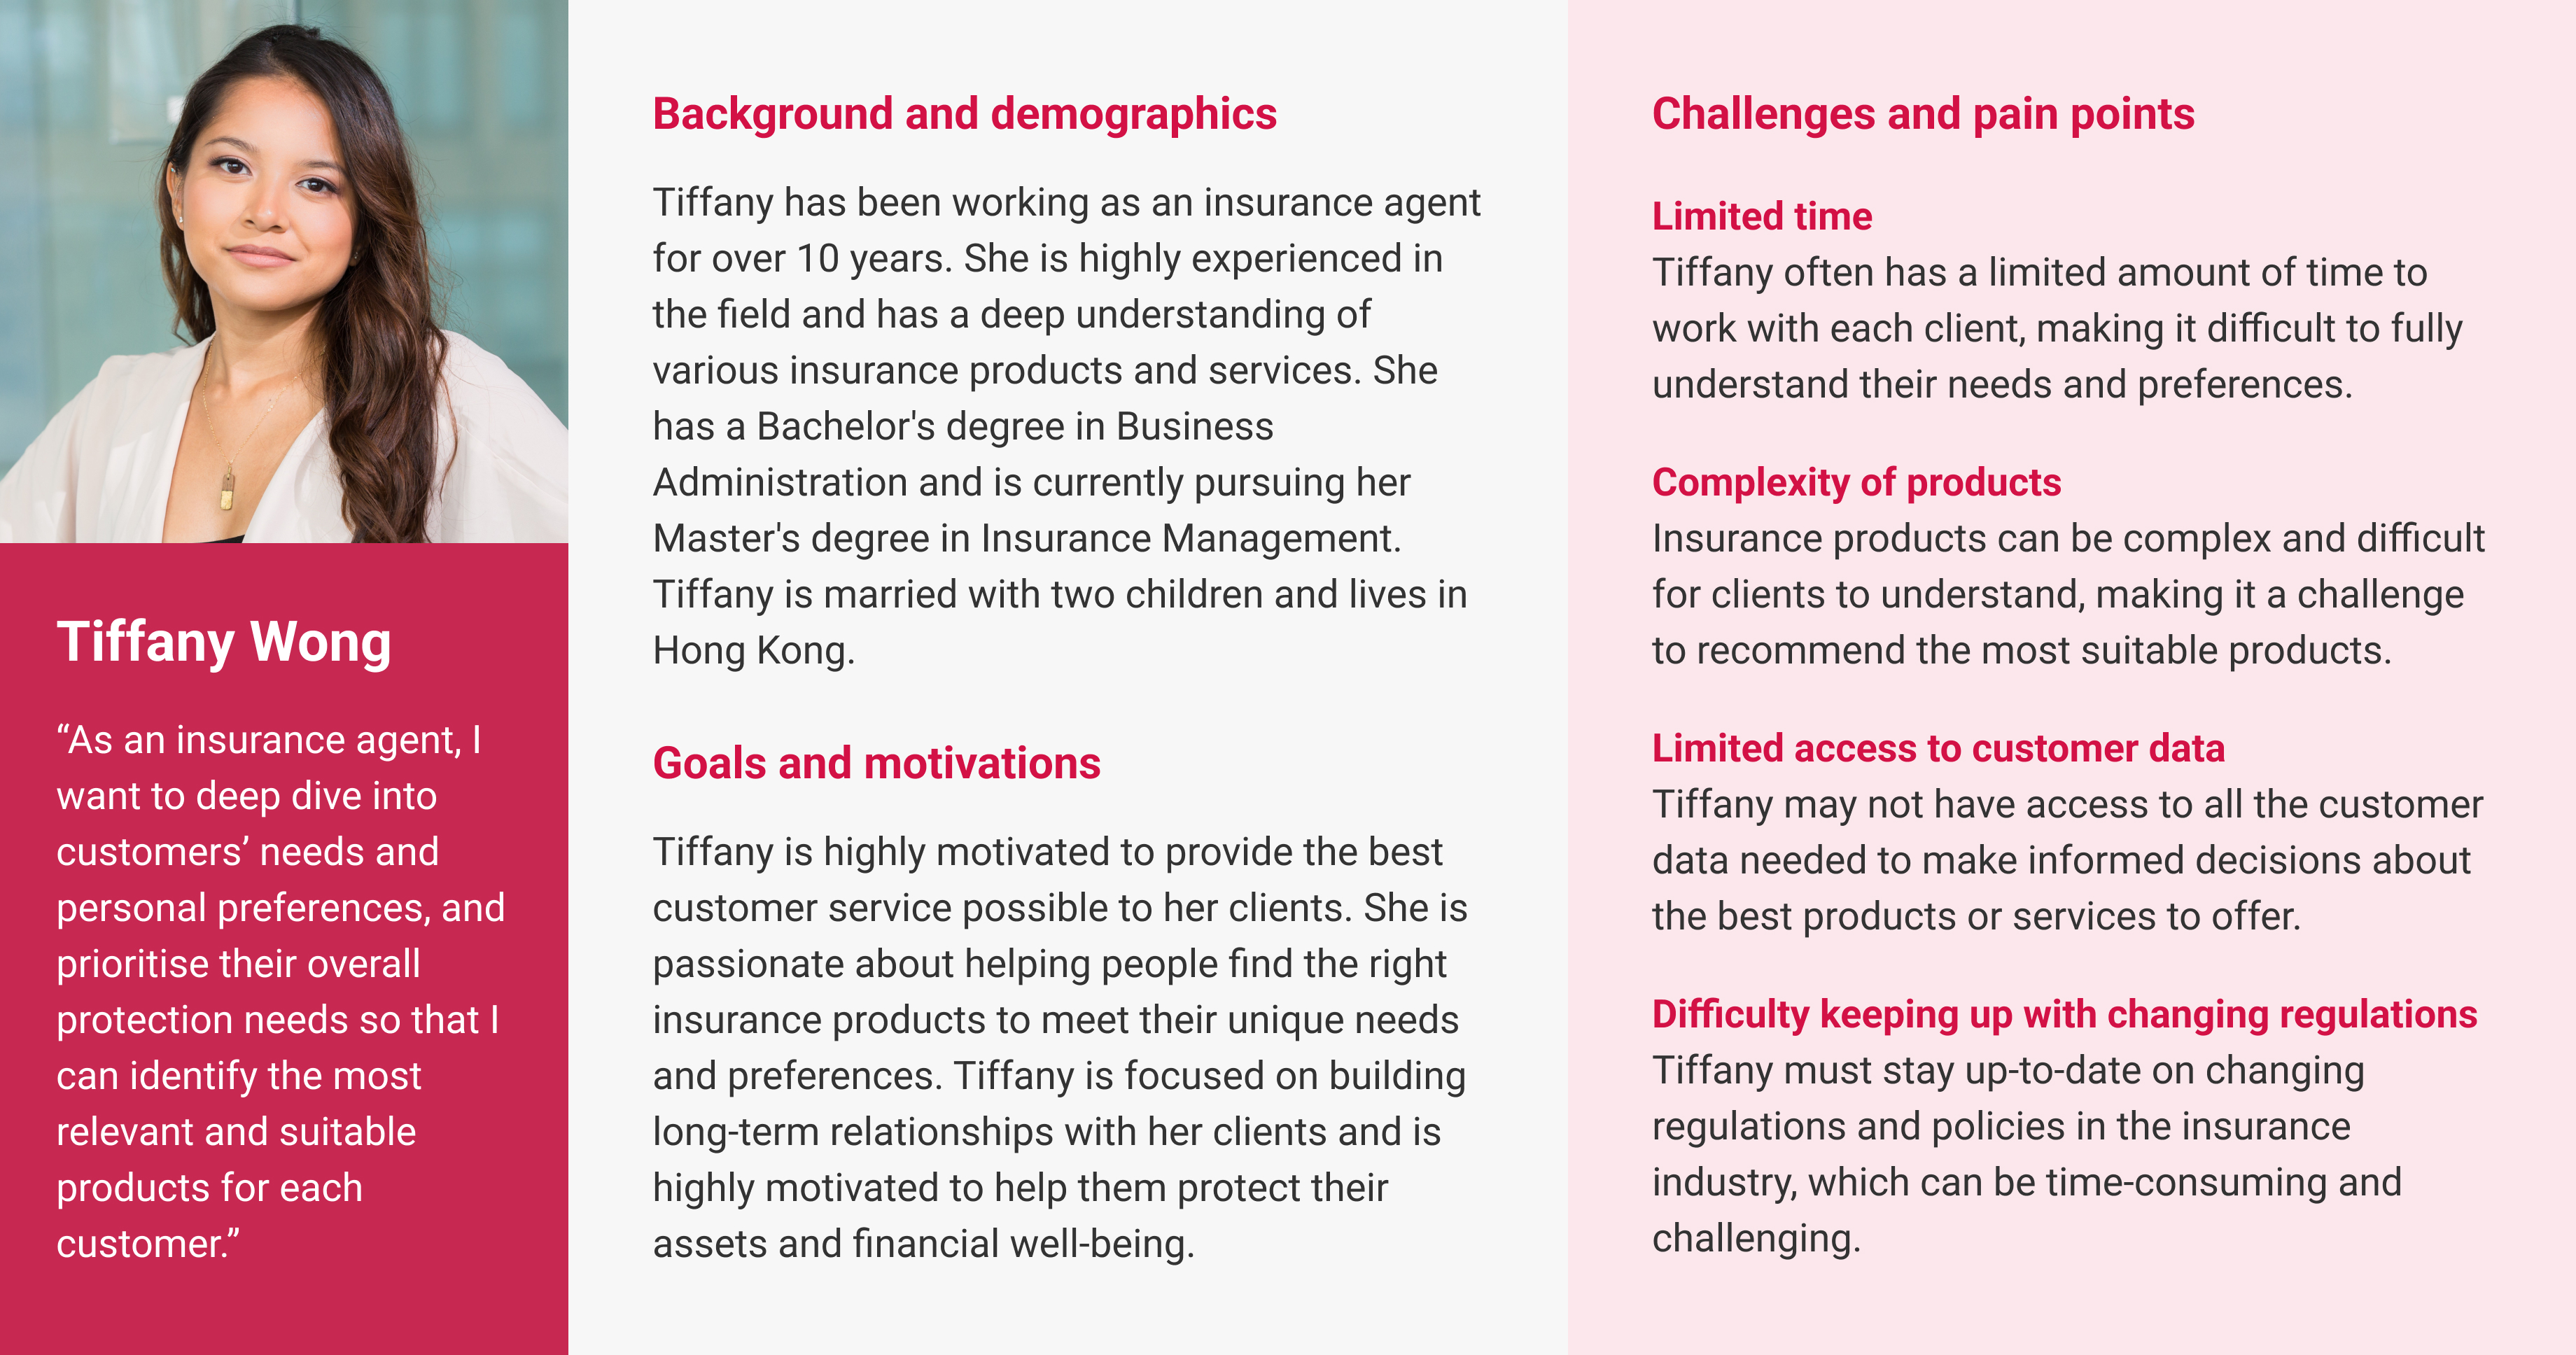 Tiffany Wong
“As an insurance agent, I
want to deep dive into
customers’ needs and
personal preferences, and
prioritise their overall
protection needs so that I
can identify the most
relevant and suitable
products for each
customer.”
Background and demographics
Tiffany has been working as an insurance agent
for over 10 years. She is highly experienced in
the field and has a deep understanding of
various insurance products and services. She
has a Bachelor's degree in Business
Administration and is currently pursuing her
Master's degree in Insurance Management.
Tiffany is married with two children and lives in
Hong Kong.
Goals and motivations
Tiffany is highly motivated to provide the best
customer service possible to her clients. She is
passionate about helping people find the right
insurance products to meet their unique needs
and preferences. Tiffany is focused on building
long-term relationships with her clients and is
highly motivated to help them protect their
assets and financial well-being.
Challenges and pain points
Limited time
Tiffany often has a limited amount of time to
work with each client, making it difficult to fully
understand their needs and preferences.
Complexity of products
Insurance products can be complex and difficult
for clients to understand, making it a challenge
to recommend the most suitable products.
Limited access to customer data
Tiffany may not have access to all the customer
data needed to make informed decisions about
the best products or services to offer.
Difficulty keeping up with changing regulations
Tiffany must stay up-to-date on changing
regulations and policies in the insurance
industry, which can be time-consuming and
challenging.